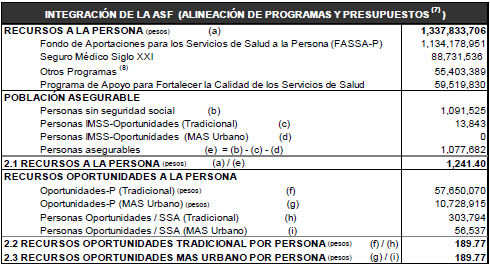 INTEGRACIÓN DE LA ASF (ALINEACIÓN DE PROGRAMAS Y PRESUPUESTOS (7) )
RECURSOS A LA PERSONA (pesos) (a) 1,337,833,706
Fondo de Aportaciones para los Servicios de Salud a la Persona (FASSA-P) 1,134,178,951
Seguro Médico Siglo XXI 88,731,536
Otros Programas (8) 55,403,389
Programa de Apoyo para Fortalecer la Calidad de los Servicios de Salud 59,519,830
POBLACIÓN ASEGURABLE
Personas sin seguridad social (b) 1,091,525
Personas IMSS-Oportunidades (Tradicional) (c) 13,843
Personas IMSS-Oportunidades (MAS Urbano) (d) 0
Personas asegurables (e) = (b) - (c) - (d) 1,077,682
2.1 RECURSOS A LA PERSONA (pesos) (a) / (e) 1,241.40
RECURSOS OPORTUNIDADES A LA PERSONA
Oportunidades-P (Tradicional) (pesos) (f) 57,650,070
Oportunidades-P (MAS Urbano) (pesos) (g) 10,728,915
Personas Oportunidades / SSA (Tradicional) (h) 303,794
Personas Oportunidades / SSA (MAS Urbano) (i) 56,537
2.2 RECURSOS OPORTUNIDADES TRADICIONAL POR PERSONA (pesos) (f) / (h) 189.77
2.3 RECURSOS OPORTUNIDADES MAS URBANO POR PERSONA (pesos) (g) / (i) 189.77